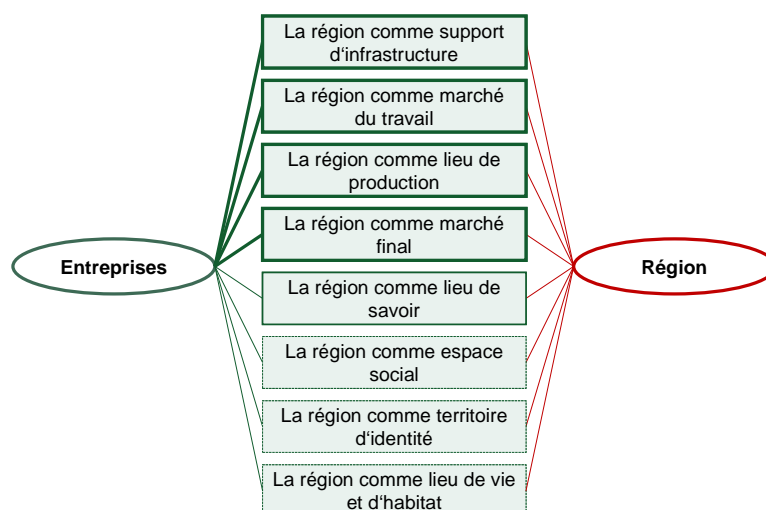 La région comme support
d‘infrastructure
La région comme marché
du travail
La région comme lieu de
production
La région comme marché
final
Entreprises
Région
La région comme lieu de
savoir
La région comme espace
social
La région comme territoire
d‘identité
La région comme lieu de vie
et d‘habitat